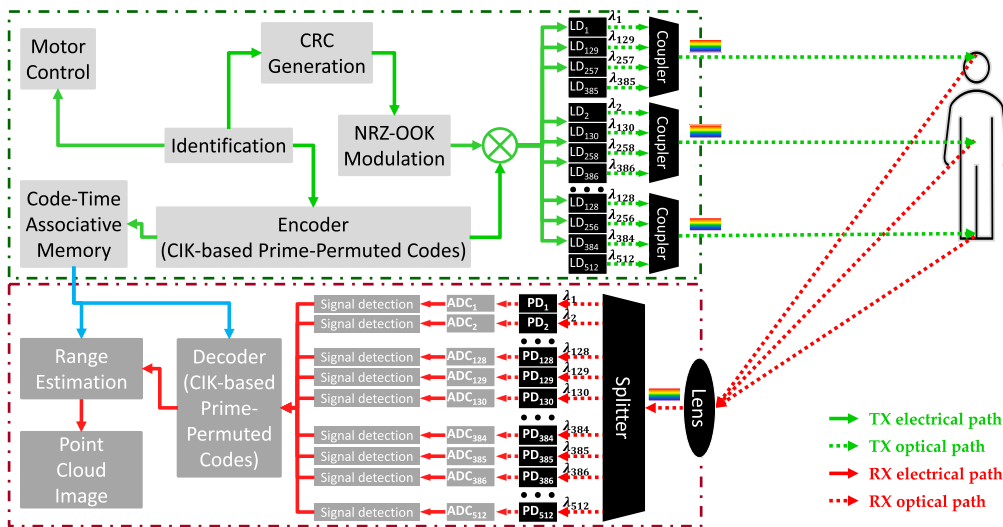 Motor
Control
CRC
Generation
Identification
NRZ-OOK
Modulation
Code-Time
Associative
Memory
Encoder
(CIK-based Prime-Permuted Codes)
LD1 λ1
LD129 λ129
LD257 λ257
LD385 λ385
Coupler
LD2 λ2
LD130 λ130
LD258 λ258
LD386 λ386
Coupler
LD128 λ128
LD256 λ256
LD384 λ384
LD512 λ512
Coupler
Range
Estimation
Point
Cloud
Image
Decoder
(CIK-based
Prime-
Permuted
Codes)
Signal detection ADC1 PD1 λ1
Signal detection ADC2 PD2 λ2
Signal detection ADC128 PD128 λ128
Signal detection ADC129 PD129 λ129
Signal detection ADC130 PD130 λ130
Signal detection ADC384 PD384 λ384
Signal detection ADC385 PD385 λ385
Signal detection ADC386 PD386 λ386
Signal detection ADC512 PD512 λ512
Splitter
Lens
TX electrical path
TX optical path
RX electrical path
RX optical path